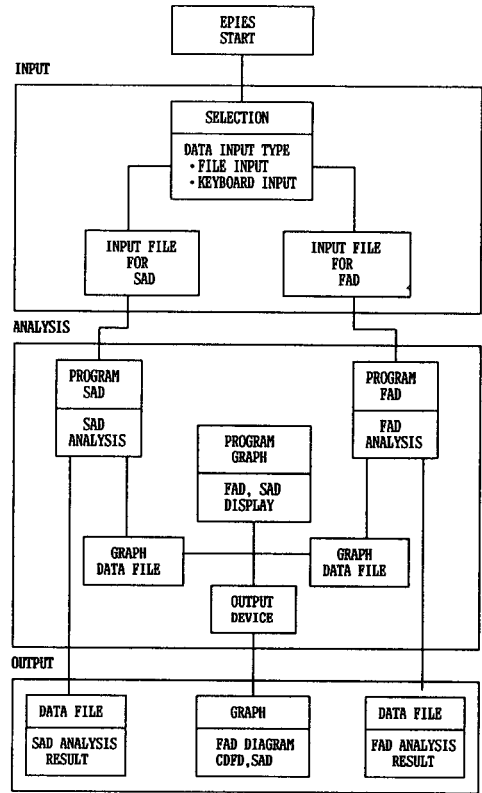 EPIES
START
INPUT
SELECTION
DATA INPUT TYPE
・FILE INPUT
・KEYBOARD INPUT
INPUT FILE
FOR
SAD
INPUT FILE
FOR
FAD
ANALYSIS
PROGRAM
SAD
SAD
ANALYSIS
PROGRAM
FAD
FAD
ANALYSIS
PROGRAM
GRAPH
FAD, SAD
DISPLAY
GRAPH
DATA FILE
GRAPH
DATA FILE
OUTPUT
DEVICE
OUTPUT
DATA FILE
SAD ANALYSIS
RESULT
GRAPH
FAD DIAGRAM
CDFD,SAD
DATA FILE
FAD ANALYSIS
RESULT